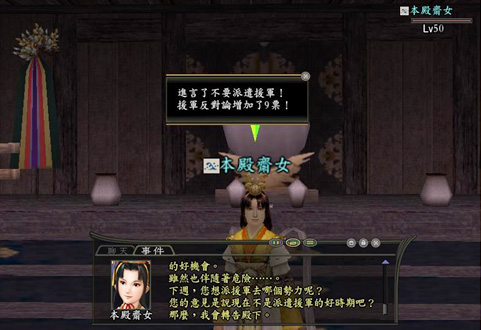 本殿齋女
Lv50
進言了不要派遣援軍！
援軍反對論增加了9票！
本殿齋女
聊天
事件
的好機會。
雖然也伴隨著危險……。
下週，您想派援軍去哪個勢力呢？
您的意見是說現在不是派遣援軍的好時期吧？
那麼，我會轉告殿下。
本殿齋女